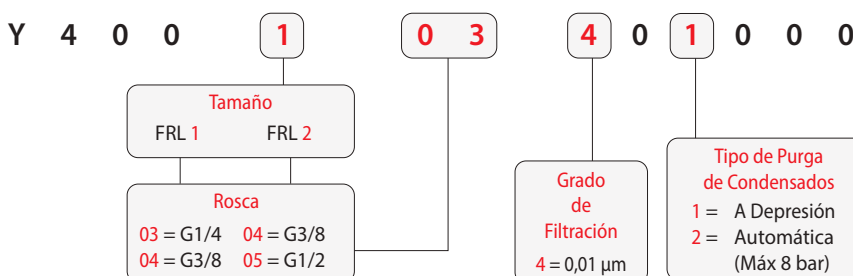 Y 4 0 0 1 0 3 4 0 1 0 0 0
Tamaño
FRL 1 FRL 2
Rosca
03 = G1/4 04 = G3/8
04 = G3/8 05 = G1/2
Grado
de
Filtración
4 = 0,01 µm
Tipo de Purga
de Condensados
1 = A Depresión
2 = Automática
(Máx 8 bar)